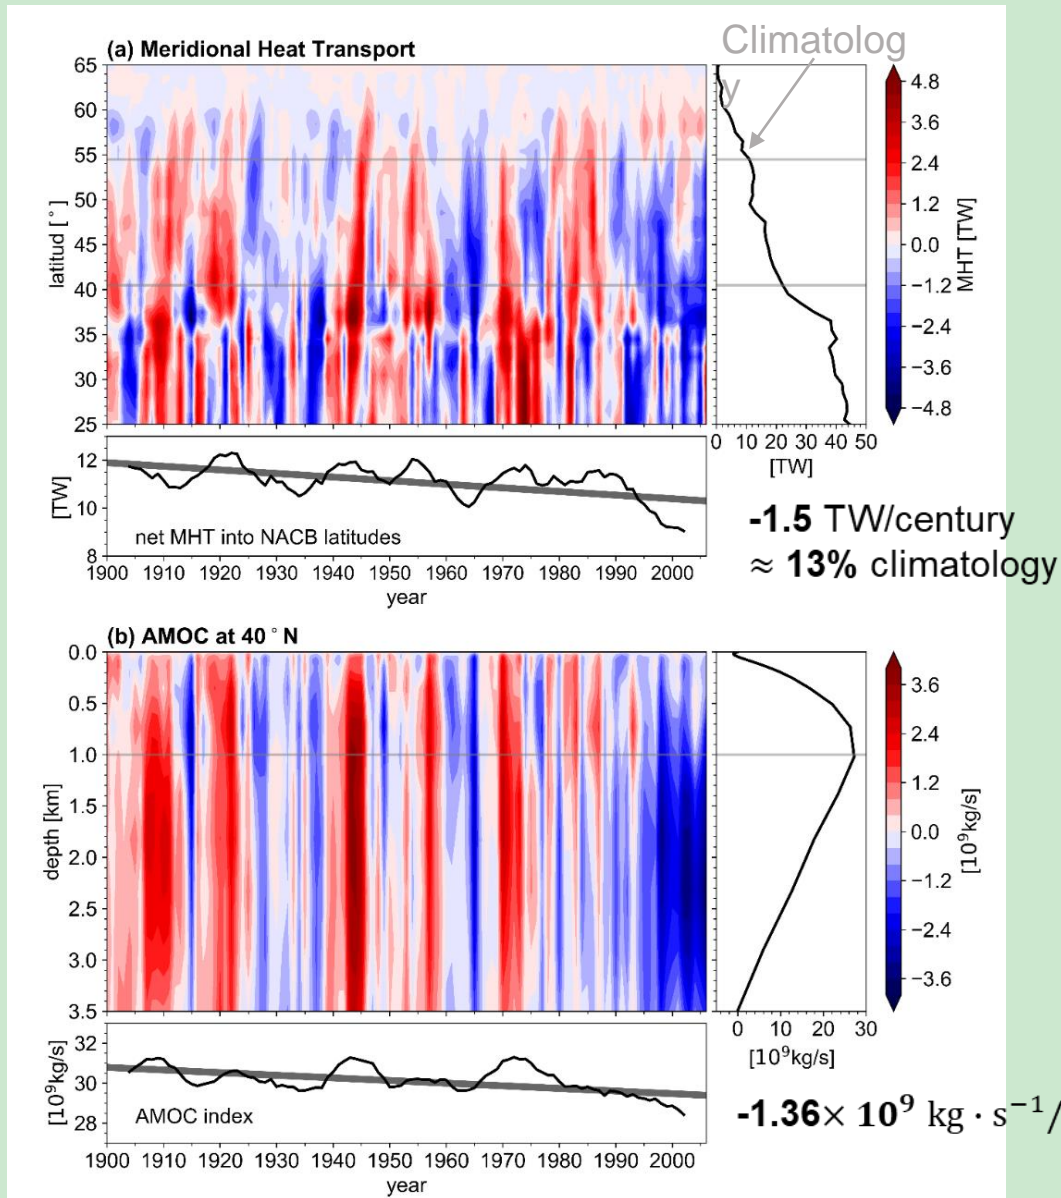 (a) Meridional Heat Transport
Climatolog
y
65
60
55
50
45
40
35
30
25
latitud [ ° ]
0 10 20 30 40 50
[TW]
4.8
3.6
2.4
1.2
0.0
−1.2
−2.4
−3.6
−4.8
MHT [TW]
12
10
8
[TW]
net MHT into NACB latitudes
1900 1910 1920 1930 1940 1950 1960 1970 1980 1990 2000
year
-1.5 TW/century
≈ 13% climatology
(b) AMOC at 40 ° N
0.0
0.5
1.0
1.5
2.0
2.5
3.0
3.5
depth [km]
0 10 20 30
[10⁹kg/s]
3.6
2.4
1.2
0.0
−1.2
−2.4
−3.6
[10⁹kg/s]
32
30
28
[10⁹kg/s]
AMOC index
1900 1910 1920 1930 1940 1950 1960 1970 1980 1990 2000
year
-1.36× 10⁹ kg · s⁻¹/